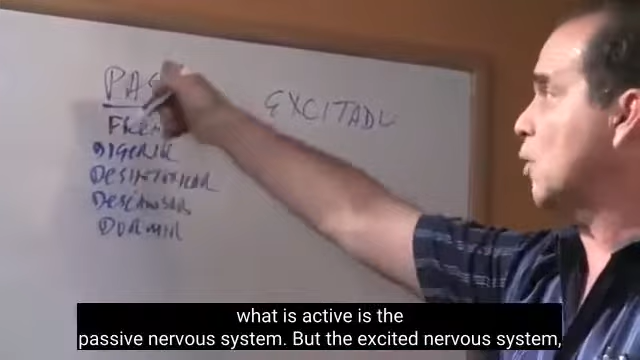 PAS
EXCITADO
DIGERIR
DESINTOXICAR
DESCANSAR
DORMIR
what is active is the
passive nervous system. But the excited nervous system,